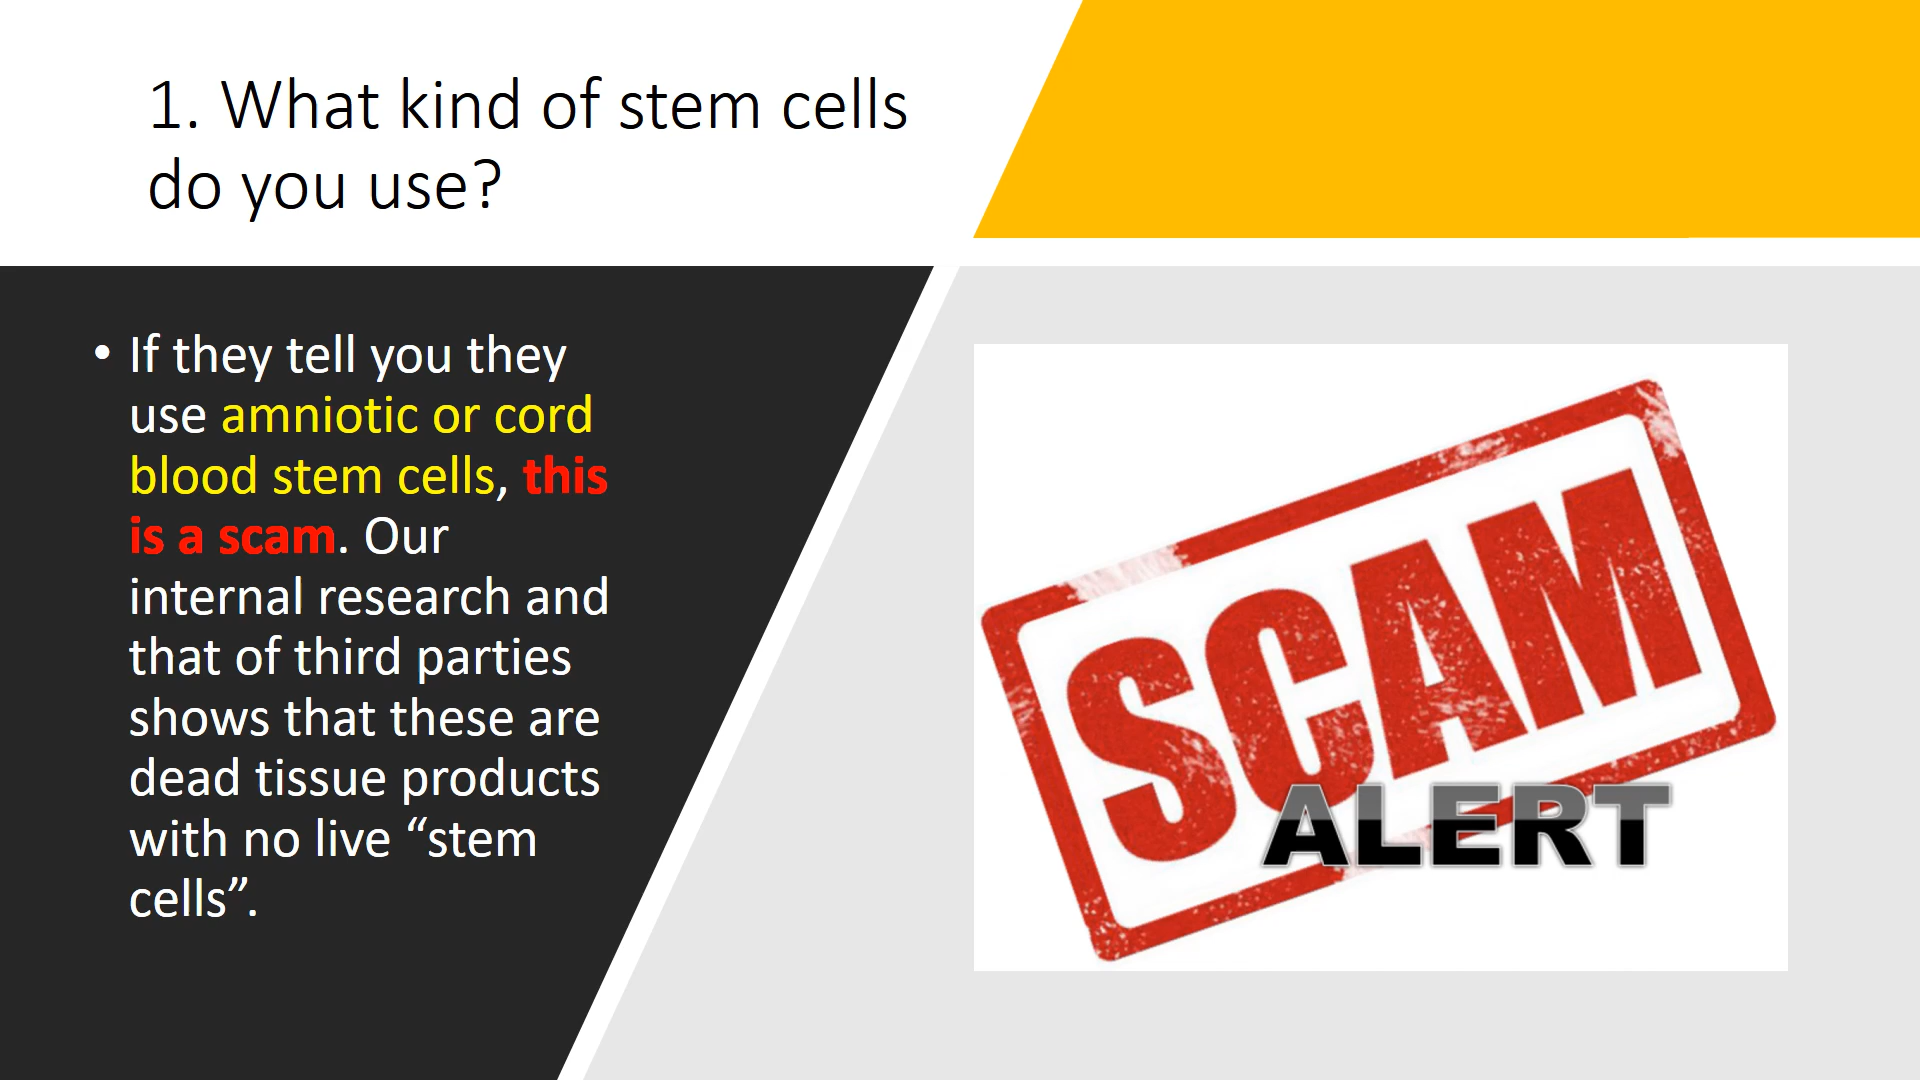 1. What kind of stem cells
do you use?
• If they tell you they
use amniotic or cord
blood stem cells, this
is a scam. Our
internal research and
that of third parties
shows that these are
dead tissue products
with no live “stem
cells”.
SCAM
ALERT